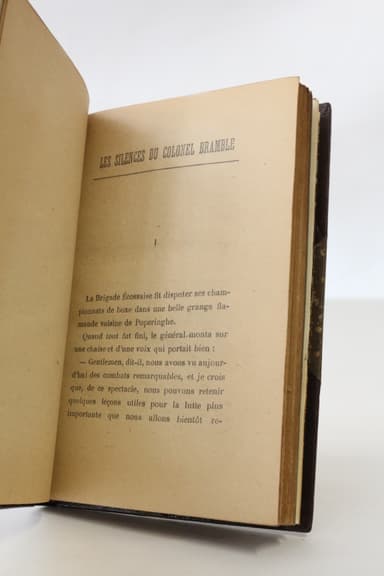 LES SILENCES DU COLONEL BRAMBLE
I
La Brigade Écossaise fit disputer ses cham-
pionnats de boxe dans une belle grange fla-
mande voisine de Poperinghe.
Quand tout fut fini, le général monta sur
une chaise et d'une voix qui portait bien :
— Gentlemen, dit-il, nous avons vu aujour-
d'hui des combats remarquables, et je crois
que, de ce spectacle, nous pouvons retenir
quelques leçons utiles pour la lutte plus
importante que nous allons bientôt re-